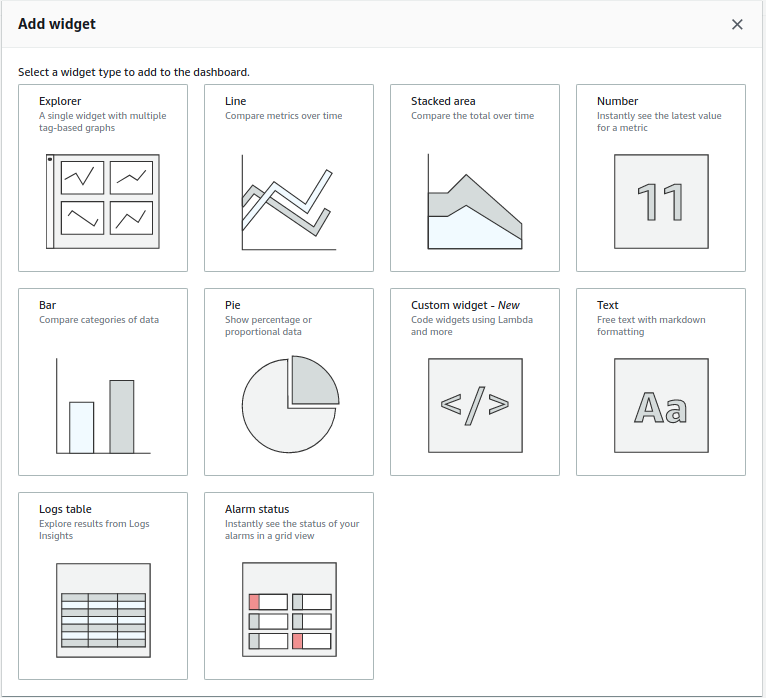 Add widget
Select a widget type to add to the dashboard.
Explorer
A single widget with multiple
tag-based graphs
Line
Compare metrics over time
Stacked area
Compare the total over time
Number
Instantly see the latest value
for a metric
11
Bar
Compare categories of data
Pie
Show percentage or
proportional data
Custom widget - New
Code widgets using Lambda
and more
</>
Text
Free text with markdown
formatting
Aa
Logs table
Explore results from Logs
Insights
Alarm status
Instantly see the status of your
alarms in a grid view